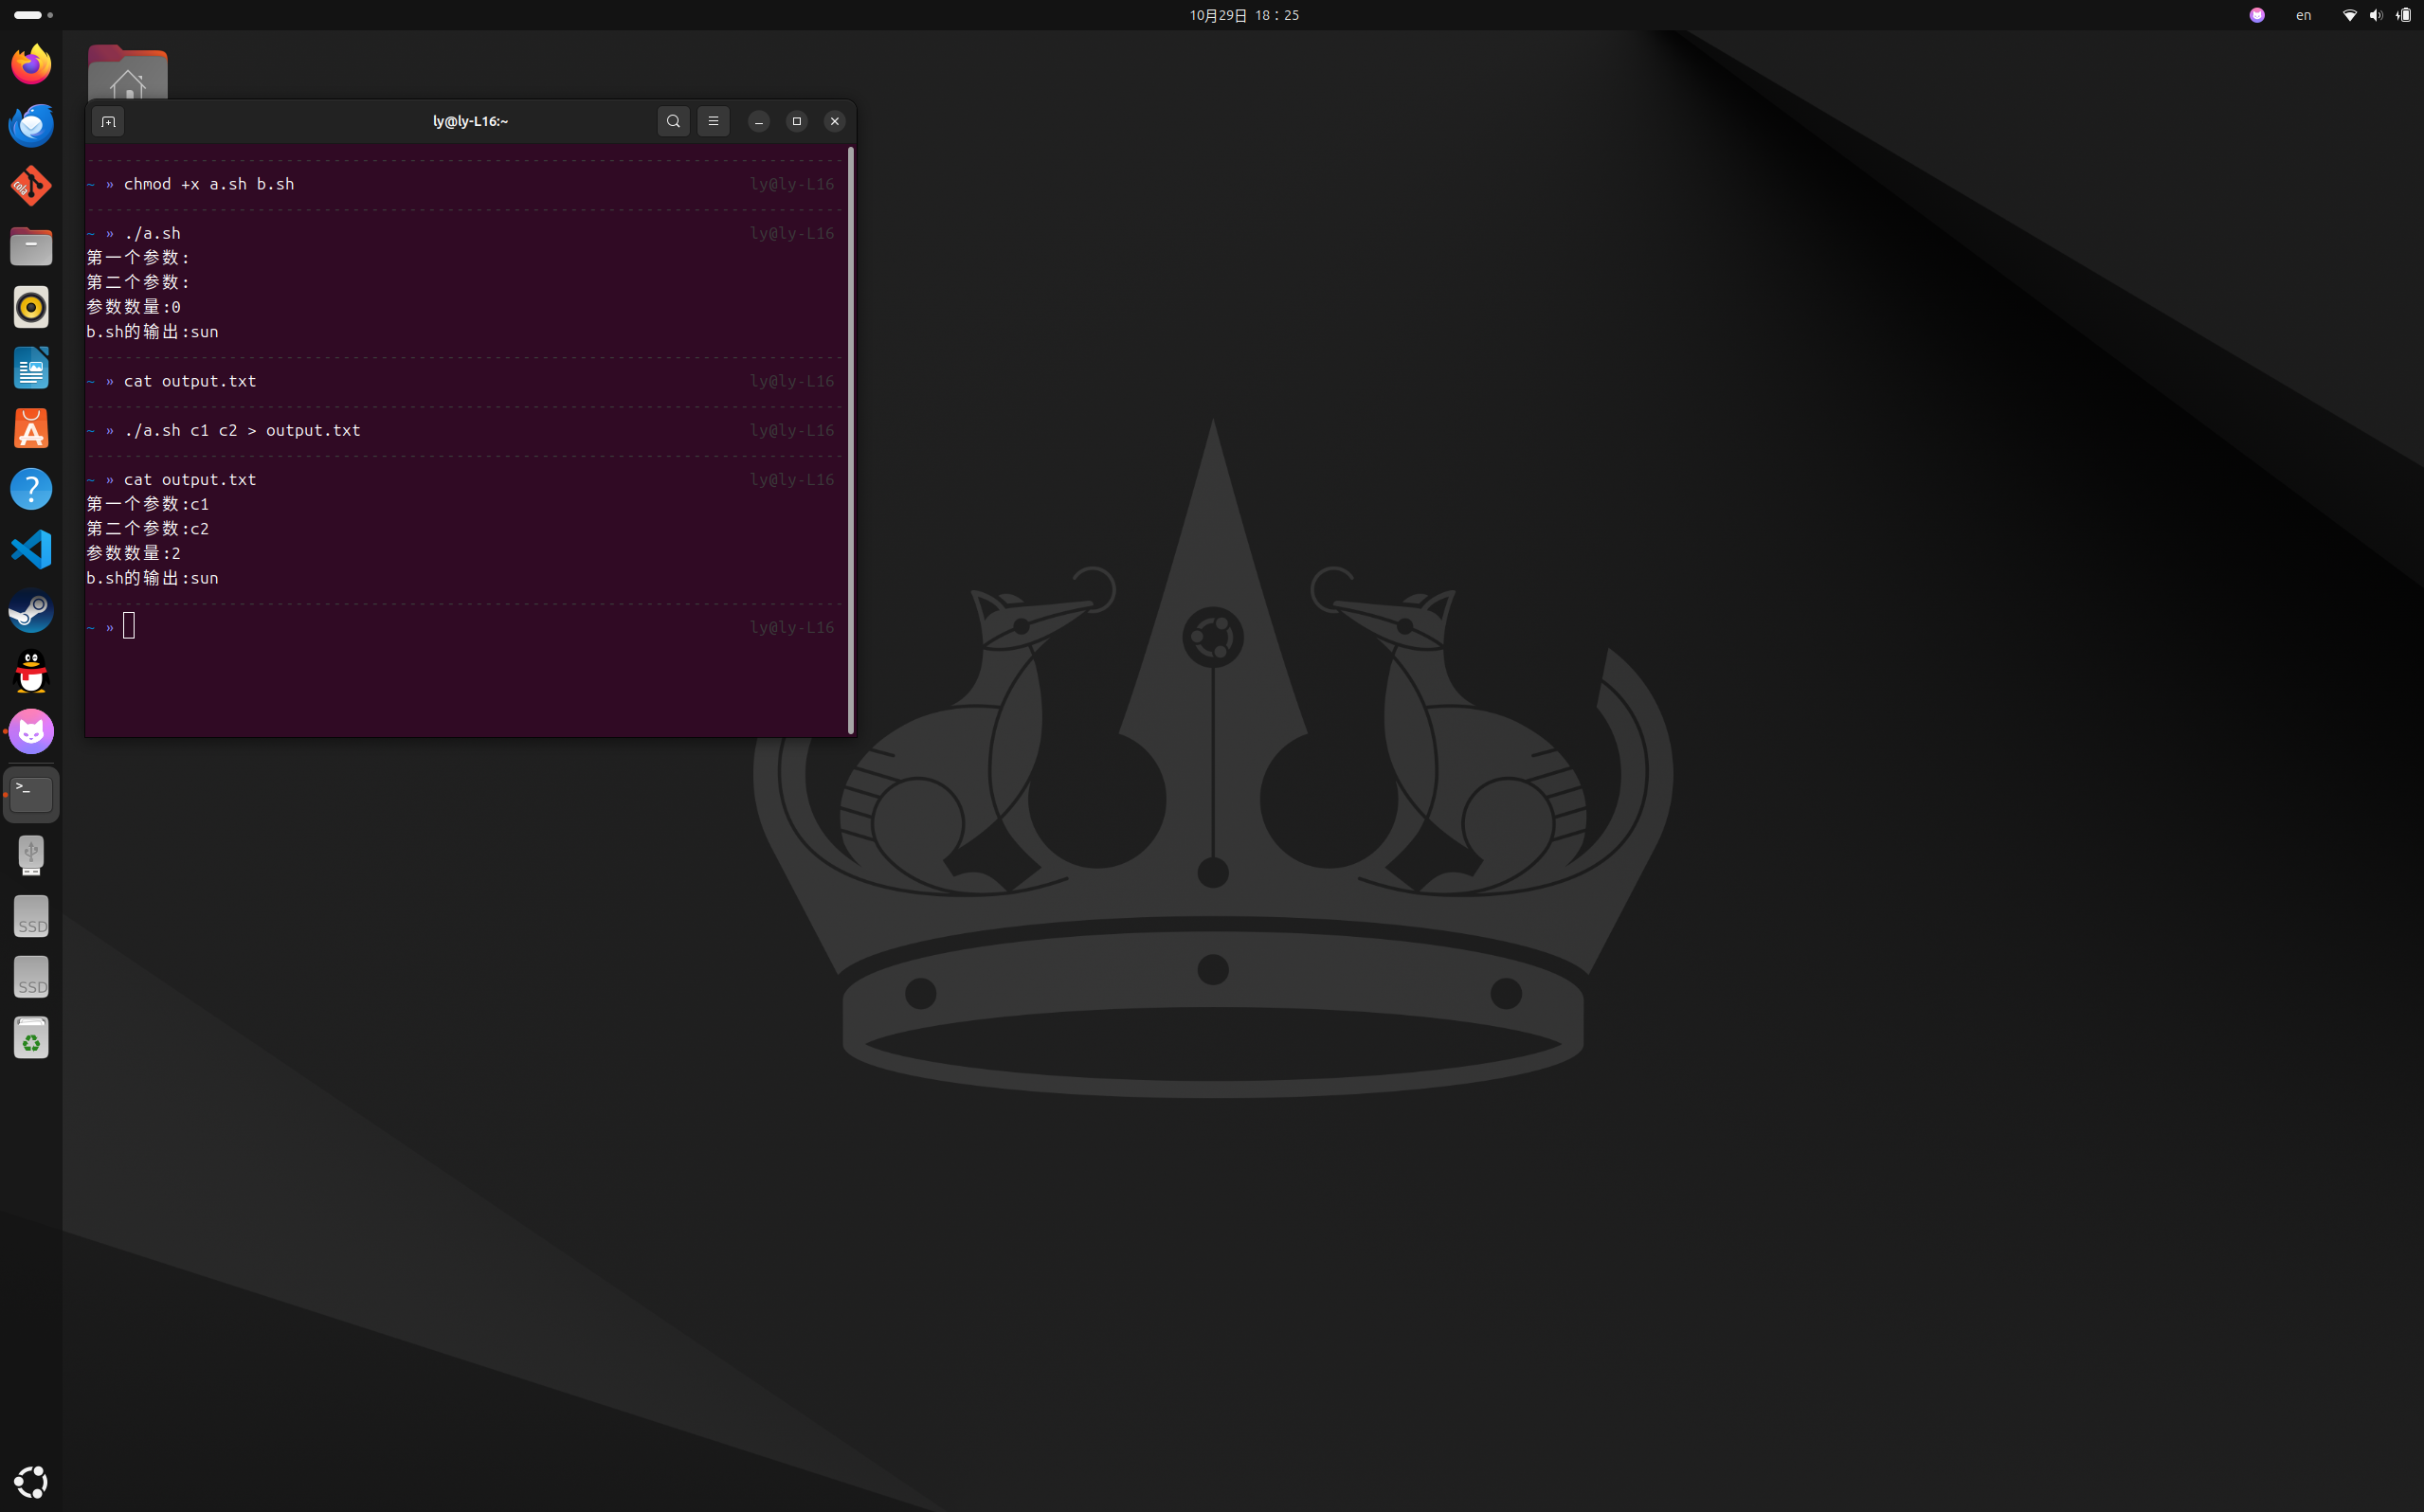 10月29日 18：25
en
ly@ly-L16:~
~ » chmod +x a.sh b.sh ly@ly-L16
~ » ./a.sh ly@ly-L16
第一个参数:
第二个参数:
参数数量:0
b.sh的输出:sun
~ » cat output.txt ly@ly-L16
~ » ./a.sh c1 c2 > output.txt ly@ly-L16
~ » cat output.txt ly@ly-L16
第一个参数:c1
第二个参数:c2
参数数量:2
b.sh的输出:sun
~ » ly@ly-L16
cola
>_
SSD
SSD